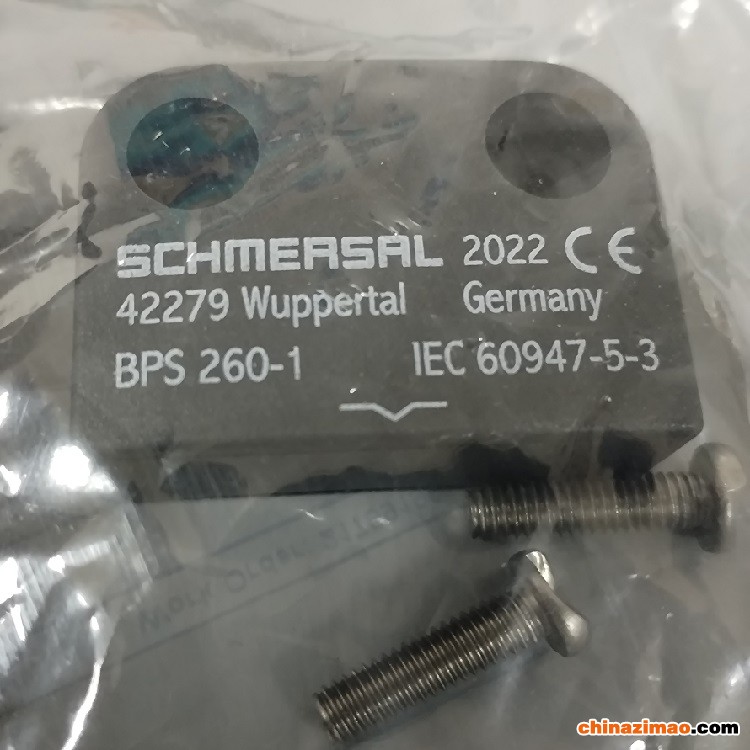 SCHMERSAL 2022 CE
42279 Wuppertal Germany
BPS 260-1 IEC 60947-5-3
chinazimao.com